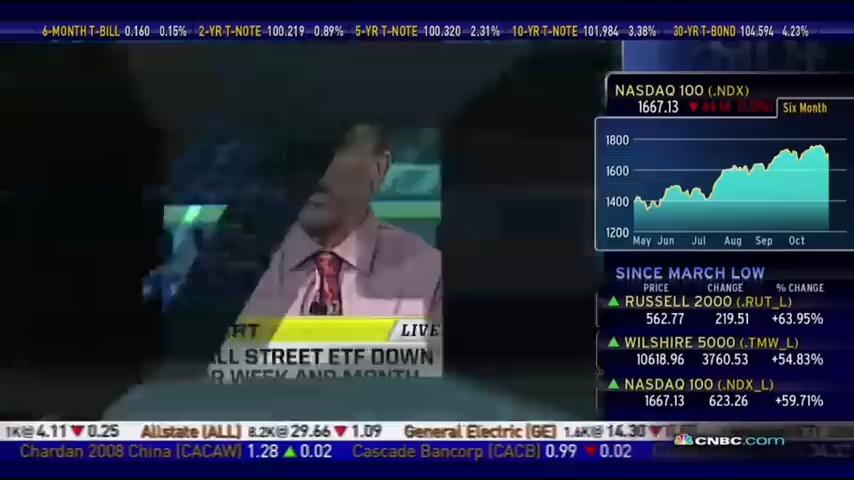 6-MONTH T-BILL 0.160 0.15% 2-YR T-NOTE 100.219 0.89% 5-YR T-NOTE 100.320 2.31% 10-YR T-NOTE 101.984 3.38% 30-YR T-BOND 104.594 4.23%
NASDAQ 100 (.NDX)
1667.13 ▼
Six Month
1800
1600
1400
1200
May Jun Jul Aug Sep Oct
SINCE MARCH LOW
PRICE CHANGE % CHANGE
▲ RUSSELL 2000 (.RUT_L)
562.77 219.51 +63.95%
▲ WILSHIRE 5000 (.TMW_L)
10618.96 3760.53 +54.83%
▲ NASDAQ 100 (.NDX_L)
1667.13 623.26 +59.71%
LIVE
STREET ETF DOWN
WEEK AND MONTH
1K@4.11▼0.25 Allstate (ALL) 8.2K@29.66▼1.09 General Electric (GE) 1.6K@14.30▼
CNBC.com
Chardan 2008 China (CACAW) 1.28▲0.02 Cascade Bancorp (CACB) 0.99▼0.02